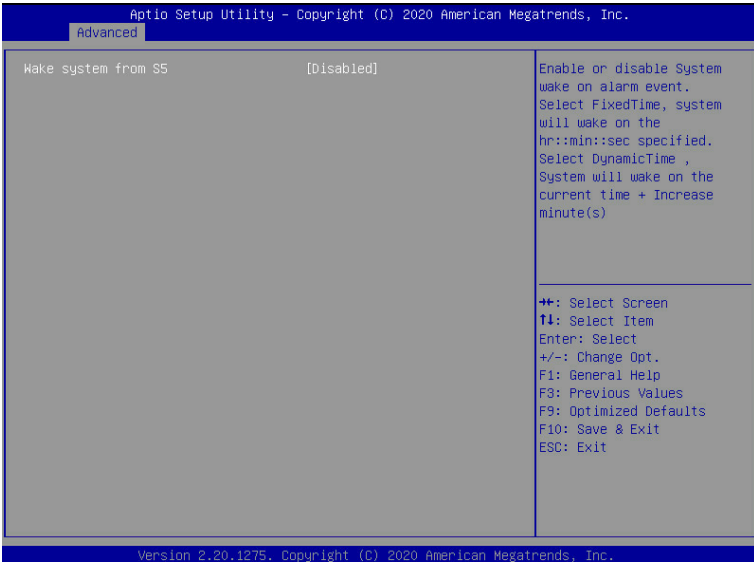 Aptio Setup Utility – Copyright (C) 2020 American Megatrends, Inc.
Advanced
Wake system from S5 [Disabled]
Enable or disable System
wake on alarm event.
Select FixedTime, system
will wake on the
hr::min::sec specified.
Select DynamicTime ,
System will wake on the
current time + Increase
minute(s)
→←: Select Screen
↑↓: Select Item
Enter: Select
+/-: Change Opt.
F1: General Help
F3: Previous Values
F9: Optimized Defaults
F10: Save & Exit
ESC: Exit
Version 2.20.1275. Copyright (C) 2020 American Megatrends, Inc.